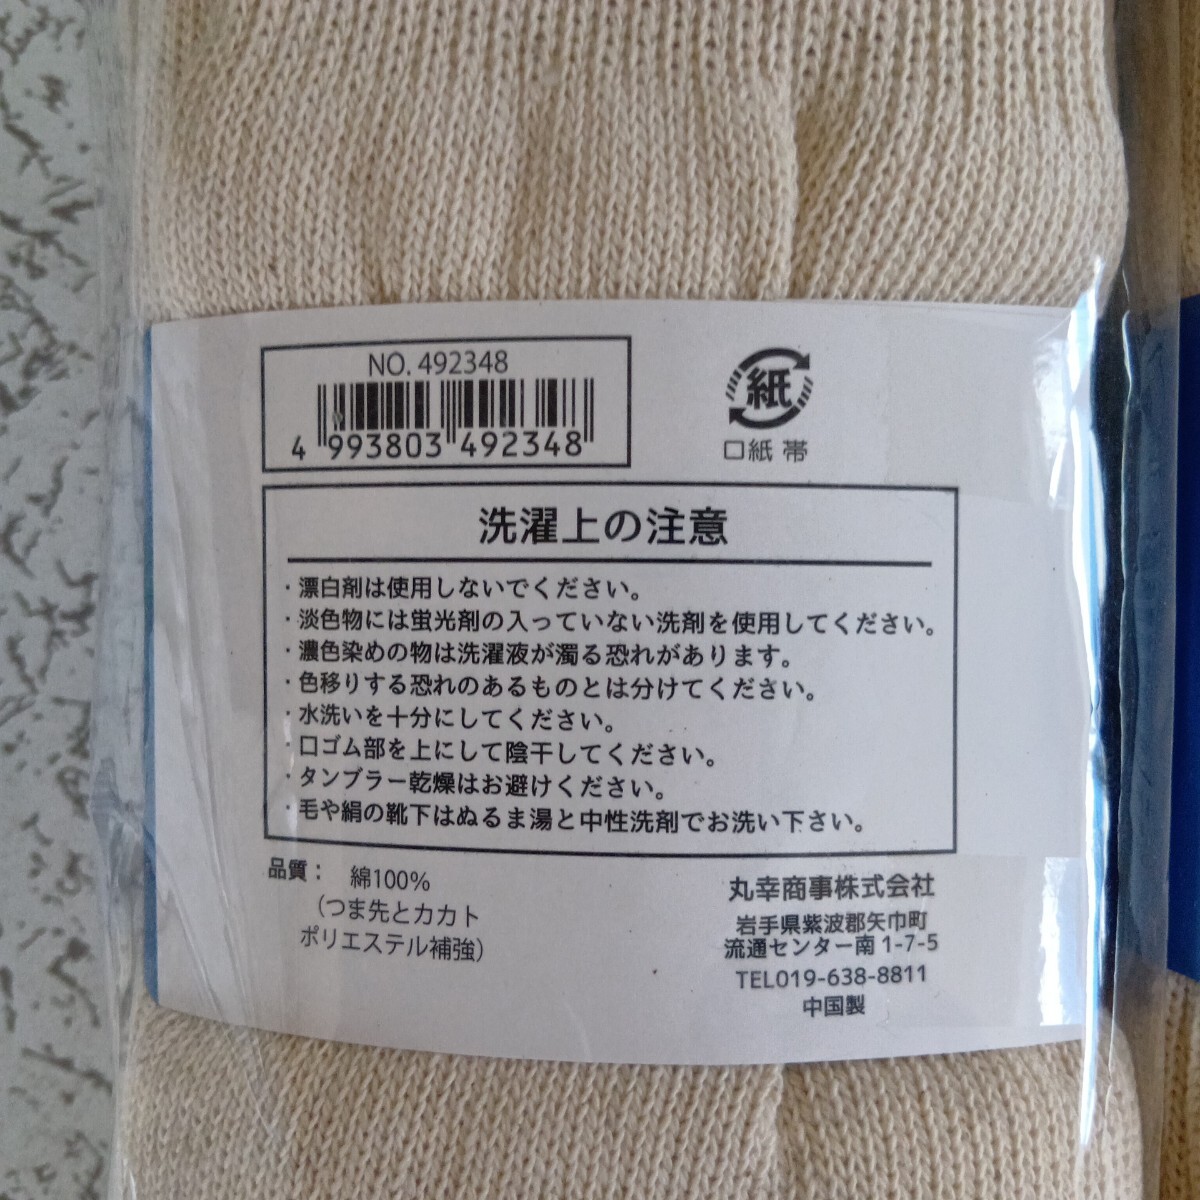 NO. 492348
4 993803 492348
紙
口紙 帯
洗濯上の注意
・漂白剤は使用しないでください。
・淡色物には蛍光剤の入っていない洗剤を使用してください。
・濃色染めの物は洗濯液が濁る恐れがあります。
・色移りする恐れのあるものとは分けてください。
・水洗いを十分にしてください。
・口ゴム部を上にして陰干してください。
・タンブラー乾燥はお避けください。
・毛や絹の靴下はぬるま湯と中性洗剤でお洗い下さい。
品質： 綿100%
（つま先とカカト
ポリエステル補強）
丸幸商事株式会社
岩手県紫波郡矢巾町
流通センター南1-7-5
TEL019-638-8811
中国製